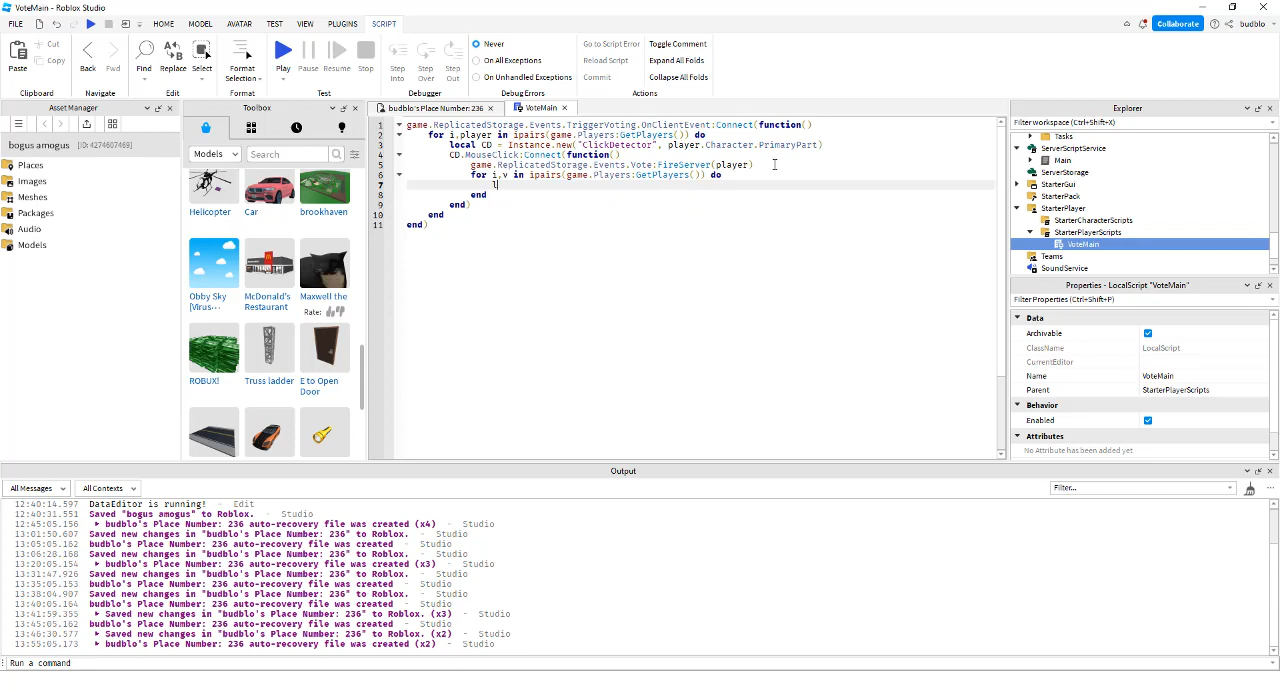 VoteMain - Roblox Studio
FILE HOME MODEL AVATAR TEST VIEW PLUGINS SCRIPT Collaborate budblo
Paste Cut Copy Back Fwd Find Replace Select Format Selection Play Pause Resume Stop Step Into Step Over Step Out Never On All Exceptions On Unhandled Exceptions Go to Script Error Reload Script Commit Toggle Comment Expand All Folds Collapse All Folds
Clipboard Navigate Edit Format Test Debugger Debug Errors Actions
Asset Manager
bogus amogus [ID: 4274607469]
Places
Images
Meshes
Packages
Audio
Models
Toolbox
Models Search
Helicopter Car brookhaven
Obby Sky [Virus··· McDonald's Restaurant Maxwell the
Rate:
ROBUX! Truss ladder E to Open Door
budblo's Place Number: 236 VoteMain
1 game.ReplicatedStorage.Events.TriggerVoting.OnClientEvent:Connect(function()
2 for i,player in ipairs(game.Players:GetPlayers()) do
3 local CD = Instance.new("ClickDetector", player.Character.PrimaryPart)
4 CD.MouseClick:Connect(function()
5 game.ReplicatedStorage.Events.Vote:FireServer(player)
6 for i,v in ipairs(game.Players:GetPlayers()) do
7 l
8 end
9 end)
10 end
11 end)
Explorer
Filter workspace (Ctrl+Shift+X)
Tasks
ServerScriptService
Main
ServerStorage
StarterGui
StarterPack
StarterPlayer
StarterCharacterScripts
StarterPlayerScripts
VoteMain
Teams
SoundService
Properties - LocalScript "VoteMain"
Filter Properties (Ctrl+Shift+P)
Data
Archivable
ClassName LocalScript
CurrentEditor
Name VoteMain
Parent StarterPlayerScripts
Behavior
Enabled
Attributes
No Attribute has been added yet
Output
All Messages All Contexts Filter...
12:40:14.597 DataEditor is running! - Edit
12:40:31.551 Saved "bogus amogus" to Roblox. - Studio
12:45:05.156 budblo's Place Number: 236 auto-recovery file was created (x4) - Studio
13:01:50.607 Saved new changes in "budblo's Place Number: 236" to Roblox. - Studio
13:05:05.162 budblo's Place Number: 236 auto-recovery file was created - Studio
13:06:28.168 Saved new changes in "budblo's Place Number: 236" to Roblox. - Studio
13:20:05.154 budblo's Place Number: 236 auto-recovery file was created (x3) - Studio
13:31:47.926 Saved new changes in "budblo's Place Number: 236" to Roblox. - Studio
13:35:05.153 budblo's Place Number: 236 auto-recovery file was created - Studio
13:38:04.907 Saved new changes in "budblo's Place Number: 236" to Roblox. - Studio
13:40:05.164 budblo's Place Number: 236 auto-recovery file was created - Studio
13:41:59.355 Saved new changes in "budblo's Place Number: 236" to Roblox. (x3) - Studio
13:45:05.162 budblo's Place Number: 236 auto-recovery file was created - Studio
13:46:30.577 Saved new changes in "budblo's Place Number: 236" to Roblox. (x2) - Studio
13:55:05.173 budblo's Place Number: 236 auto-recovery file was created (x2) - Studio
Run a command